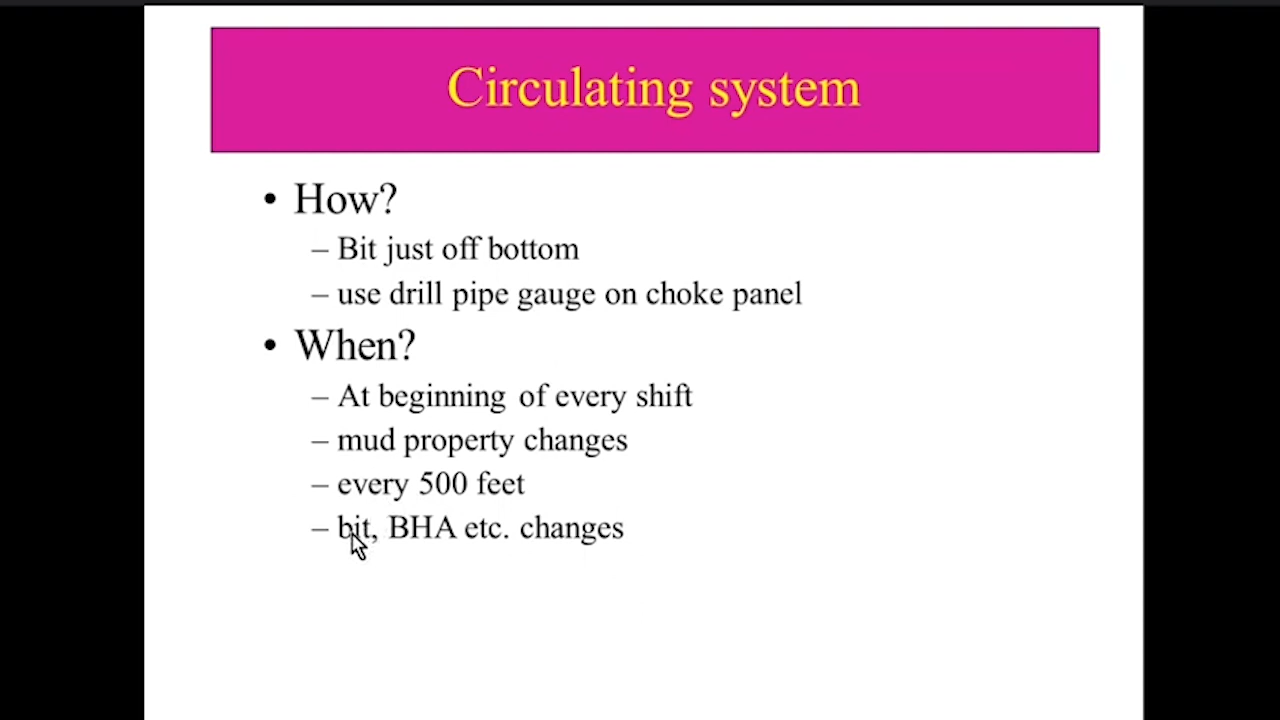 Circulating system
• How?
– Bit just off bottom
– use drill pipe gauge on choke panel
• When?
– At beginning of every shift
– mud property changes
– every 500 feet
– bit, BHA etc. changes